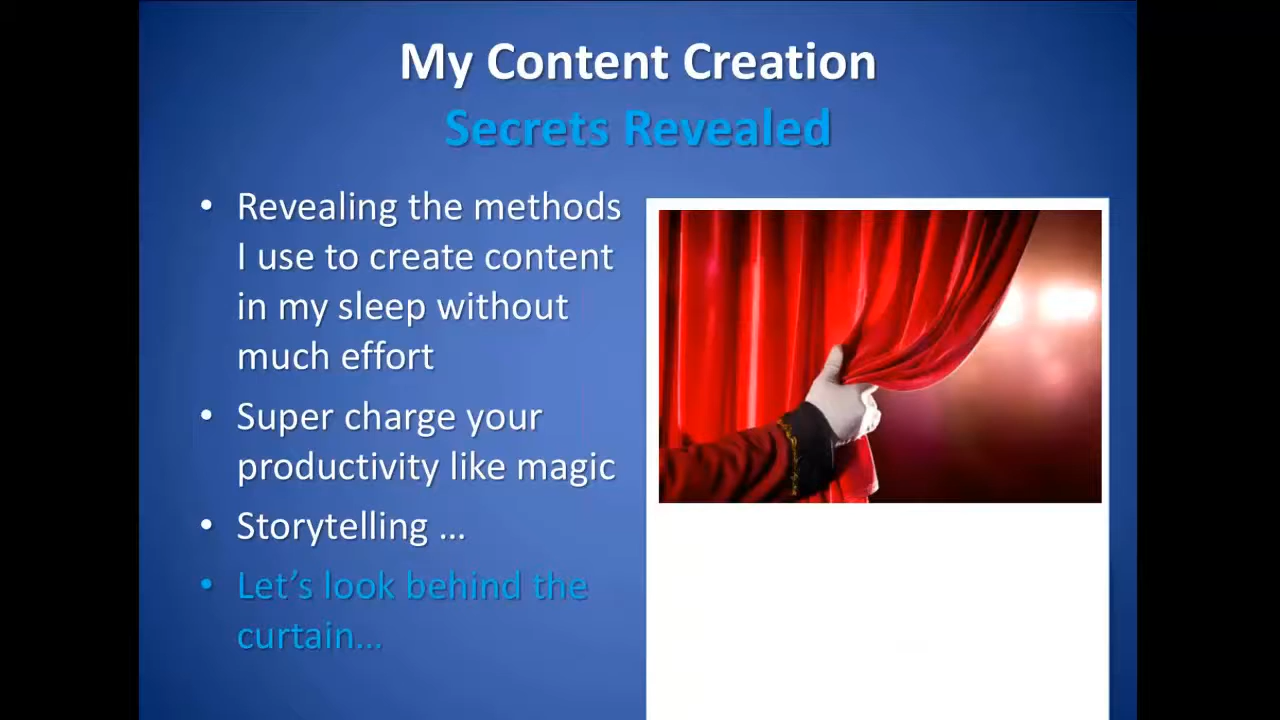 My Content Creation
Secrets Revealed
• Revealing the methods
I use to create content
in my sleep without
much effort
• Super charge your
productivity like magic
• Storytelling …
• Let’s look behind the
curtain…